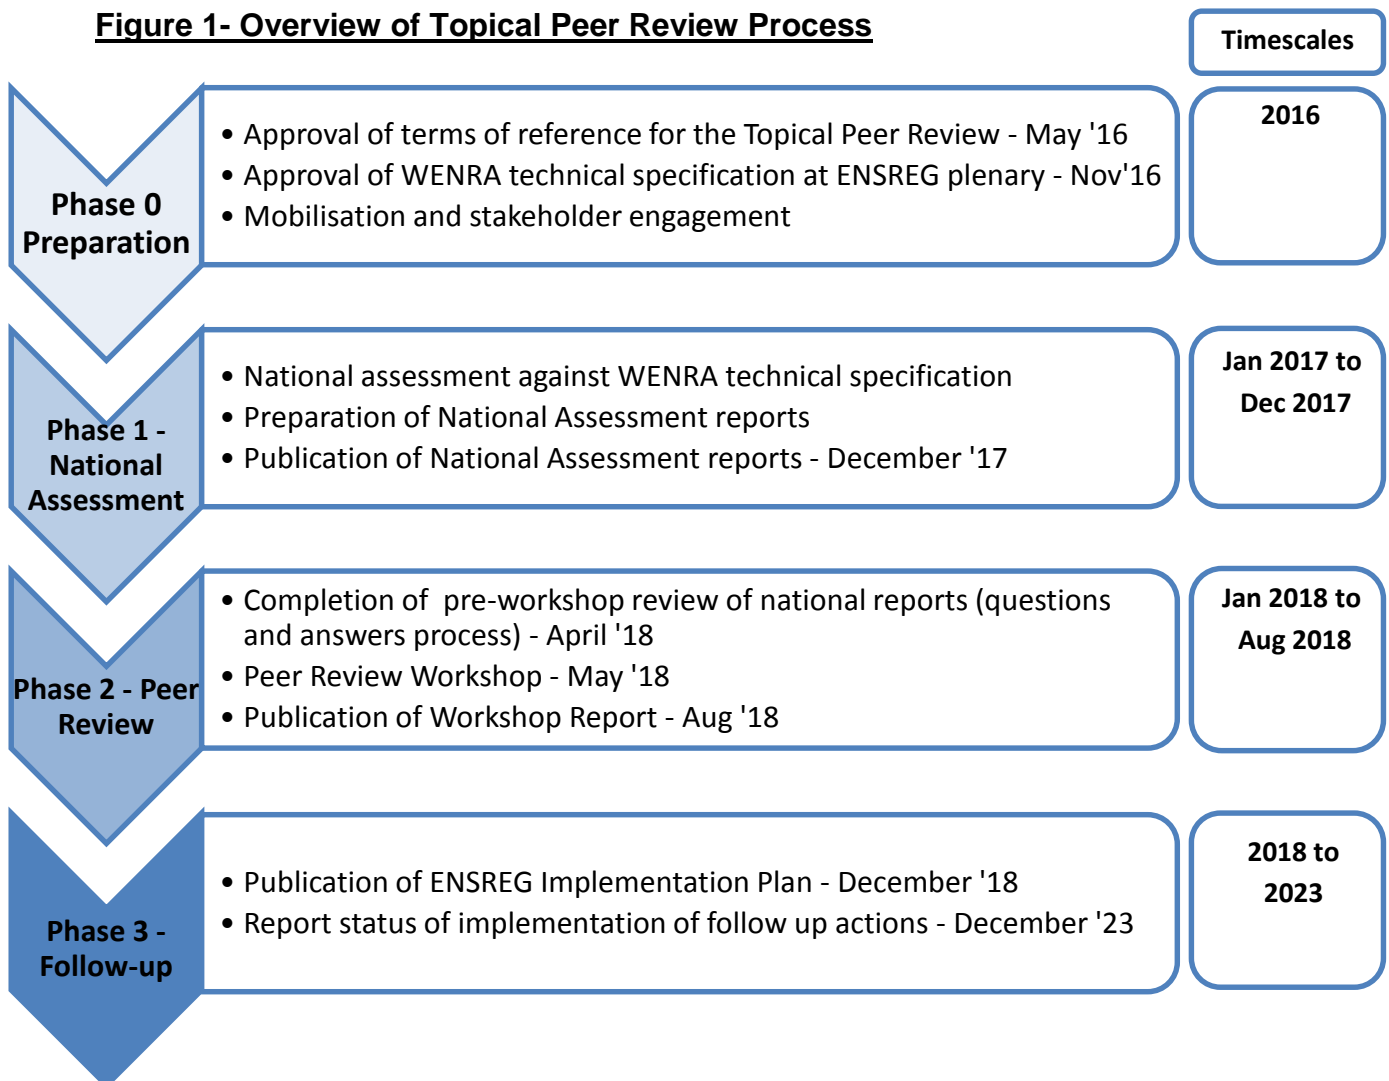 Figure 1- Overview of Topical Peer Review Process
Timescales
Phase 0
Preparation
• Approval of terms of reference for the Topical Peer Review - May '16
• Approval of WENRA technical specification at ENSREG plenary - Nov'16
• Mobilisation and stakeholder engagement
2016
Phase 1 -
National
Assessment
• National assessment against WENRA technical specification
• Preparation of National Assessment reports
• Publication of National Assessment reports - December '17
Jan 2017 to
Dec 2017
Phase 2 - Peer
Review
• Completion of  pre-workshop review of national reports (questions
and answers process) - April '18
• Peer Review Workshop - May '18
• Publication of Workshop Report - Aug '18
Jan 2018 to
Aug 2018
Phase 3 -
Follow-up
• Publication of ENSREG Implementation Plan - December '18
• Report status of implementation of follow up actions - December '23
2018 to
2023